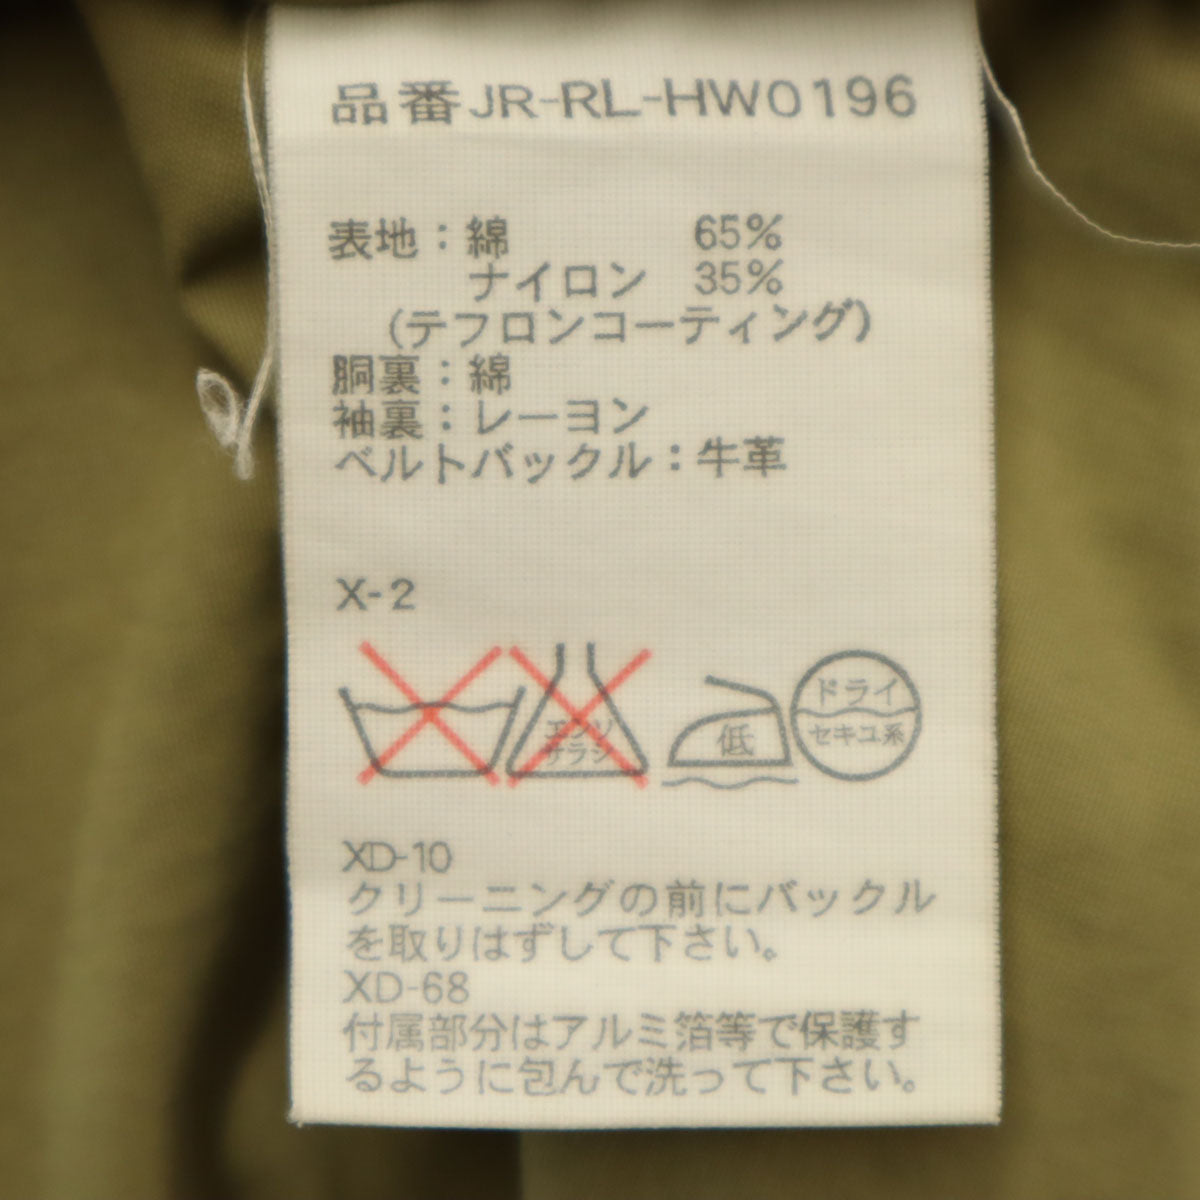 品番JR-RL-HW0196
表地：綿 65%
ナイロン 35%
(テフロンコーティング)
胴裏：綿
袖裏：レーヨン
ベルトバックル：牛革
X-2
エンソ
サラシ
低
ドライ
セキユ系
XD-10
クリーニングの前にバックル
を取りはずして下さい。
XD-68
付属部分はアルミ箔等で保護す
るように包んで洗って下さい。